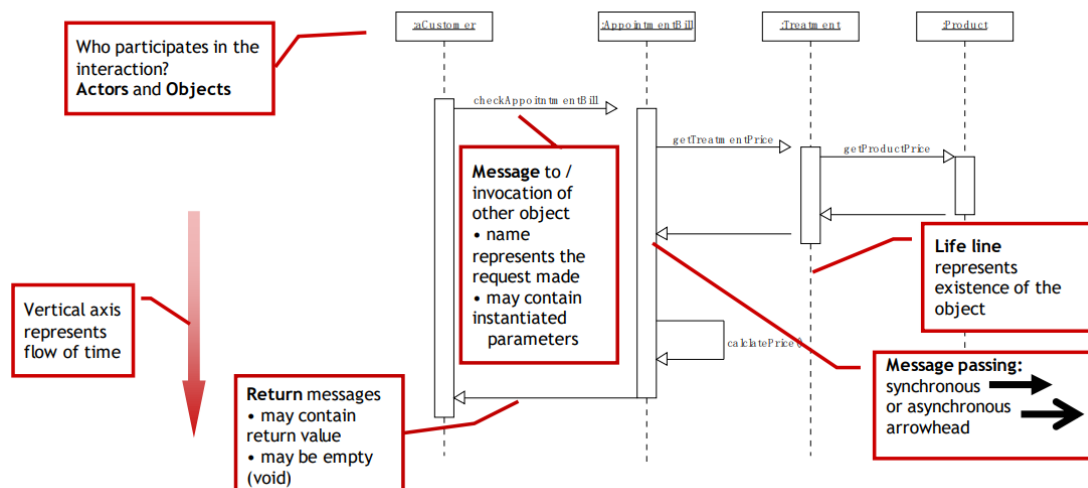 :aCustomer
:AppointmentBill
:Treatment
:Product
Who participates in the
interaction?
Actors and Objects
checkAppoitntmentBill
getTreatmentPrice
getProductPrice
Message to /
invocation of
other object
• name
represents the
request made
• may contain
instantiated
parameters
Life line
represents
existence of the
object
Vertical axis
represents
flow of time
calclatePrice()
Message passing:
synchronous
or asynchronous
arrowhead
Return messages
• may contain
return value
• may be empty
(void)